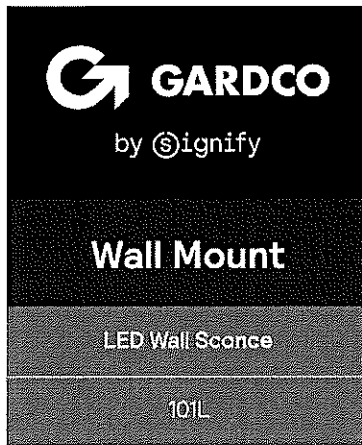 GARDCO
by Signify
Wall Mount
LED Wall Sconce
101L